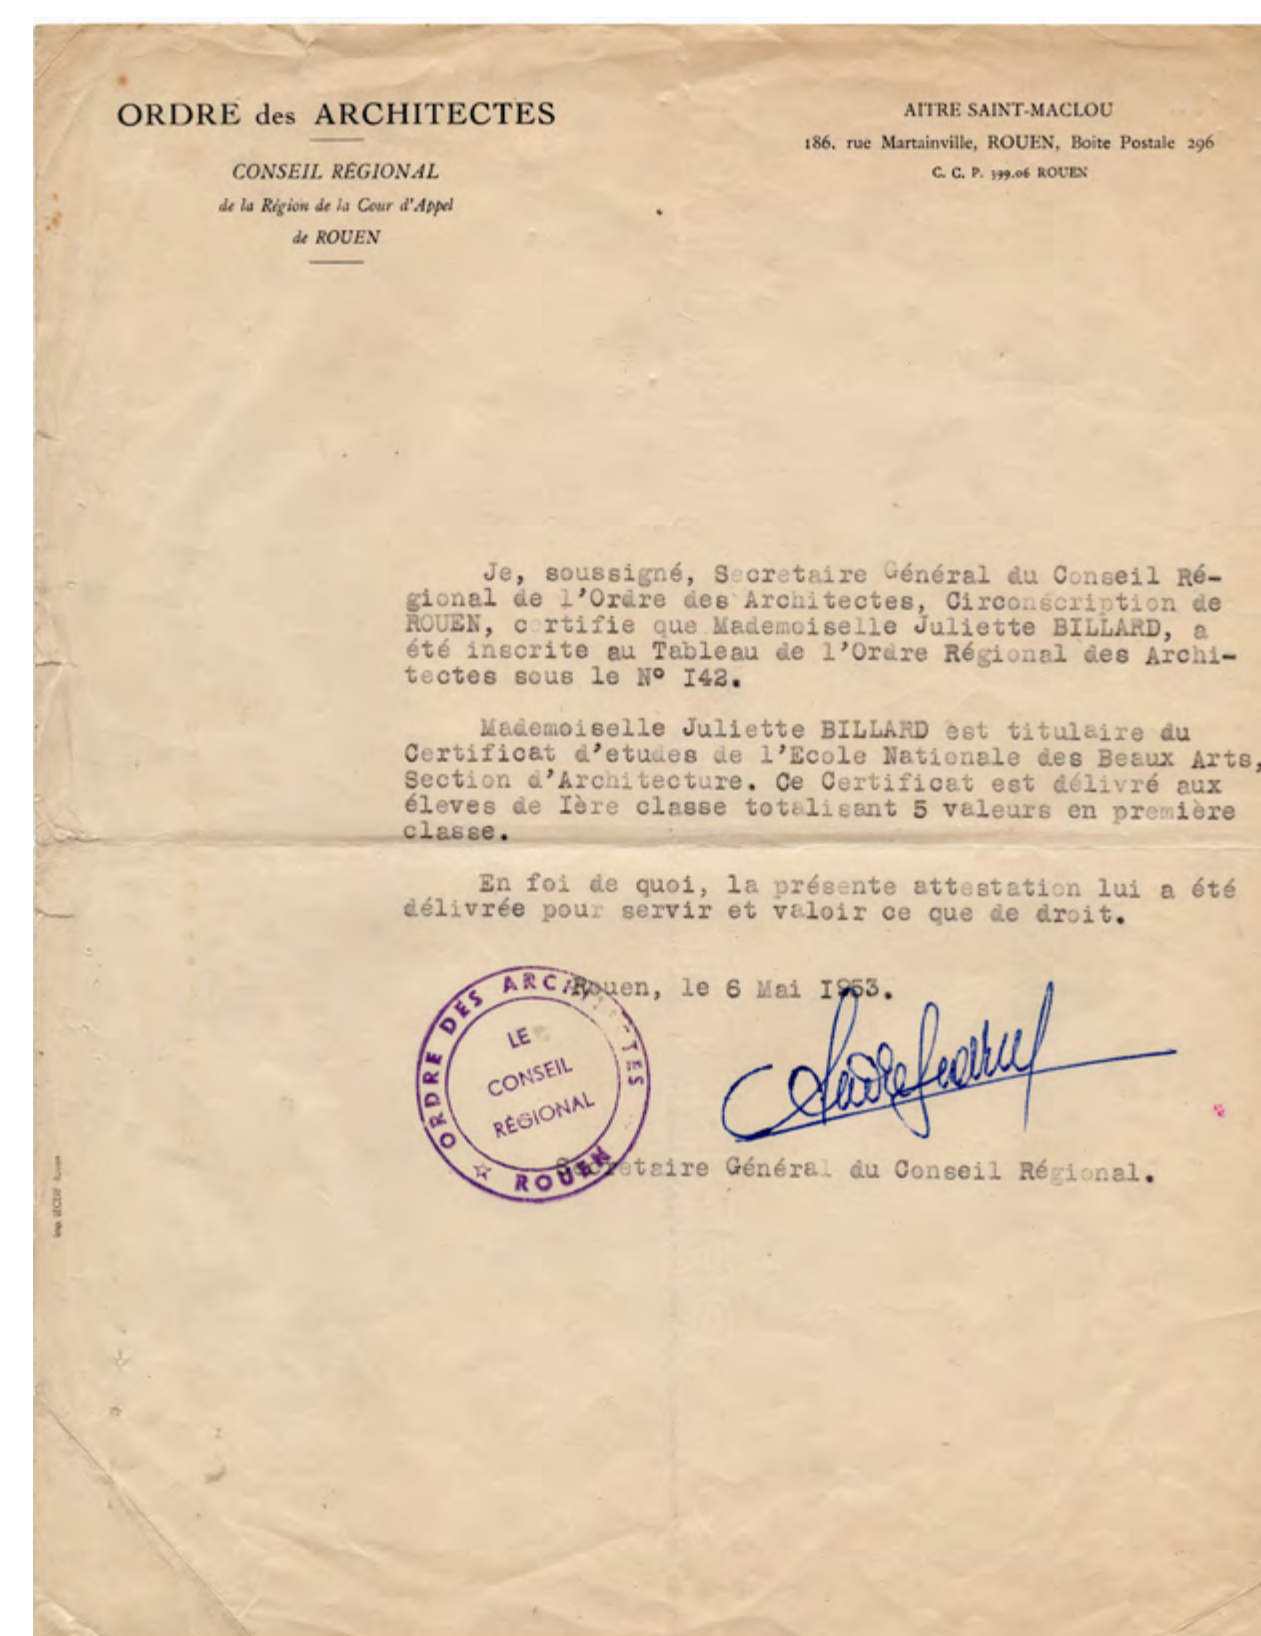 ORDRE des ARCHITECTES
CONSEIL RÉGIONAL
de la Région de la Cour d'Appel
de ROUEN
AITRE SAINT-MACLOU
186, rue Martainville, ROUEN, Boîte Postale 296
C. C. P. 399.06 ROUEN
Je, soussigné, Secretaire Général du Conseil Ré-
gional de l'Ordre des Architectes, Circonscription de
ROUEN, certifie que Mademoiselle Juliette BILLARD, a
été inscrite au Tableau de l'Ordre Régional des Archi-
tectes sous le N° I42.
Mademoiselle Juliette BILLARD est titulaire du
Certificat d'etudes de l'Ecole Nationale des Beaux Arts,
Section d'Architecture. Ce Certificat est délivré aux
éleves de Ière classe totalisant 5 valeurs en première
classe.
En foi de quoi, la présente attestation lui a été
délivrée pour servir et valoir ce que de droit.
Rouen, le 6 Mai I953.
ORDRE DES ARCHITECTES
LE
CONSEIL
RÉGIONAL
ROUEN
Secretaire Général du Conseil Régional.
Imp. LECERF Rouen